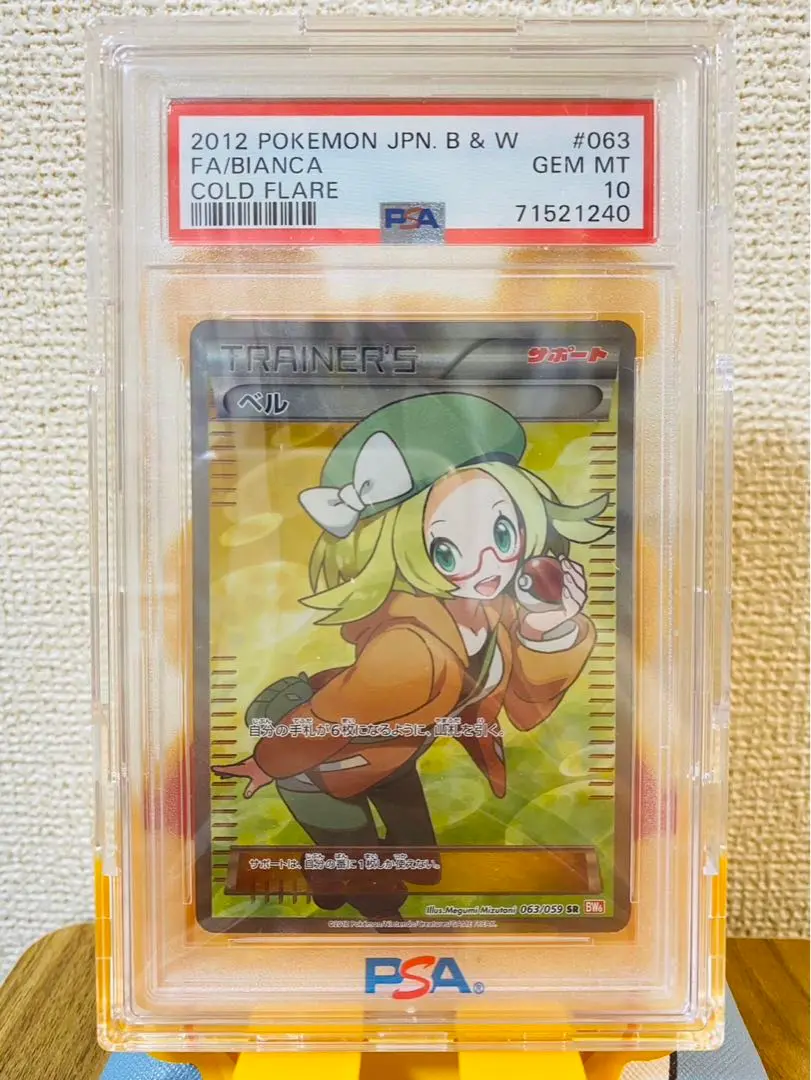 2012 POKEMON JPN. B & W #063
FA/BIANCA GEM MT
COLD FLARE 10
PSA 71521240
TRAINER'S サポート
ベル
自分の手札が6枚になるように、山札を引く。
サポートは、自分の番に1枚しか使えない。
Illus. Megumi Mizutani 063/059 SR BW6
PSA®